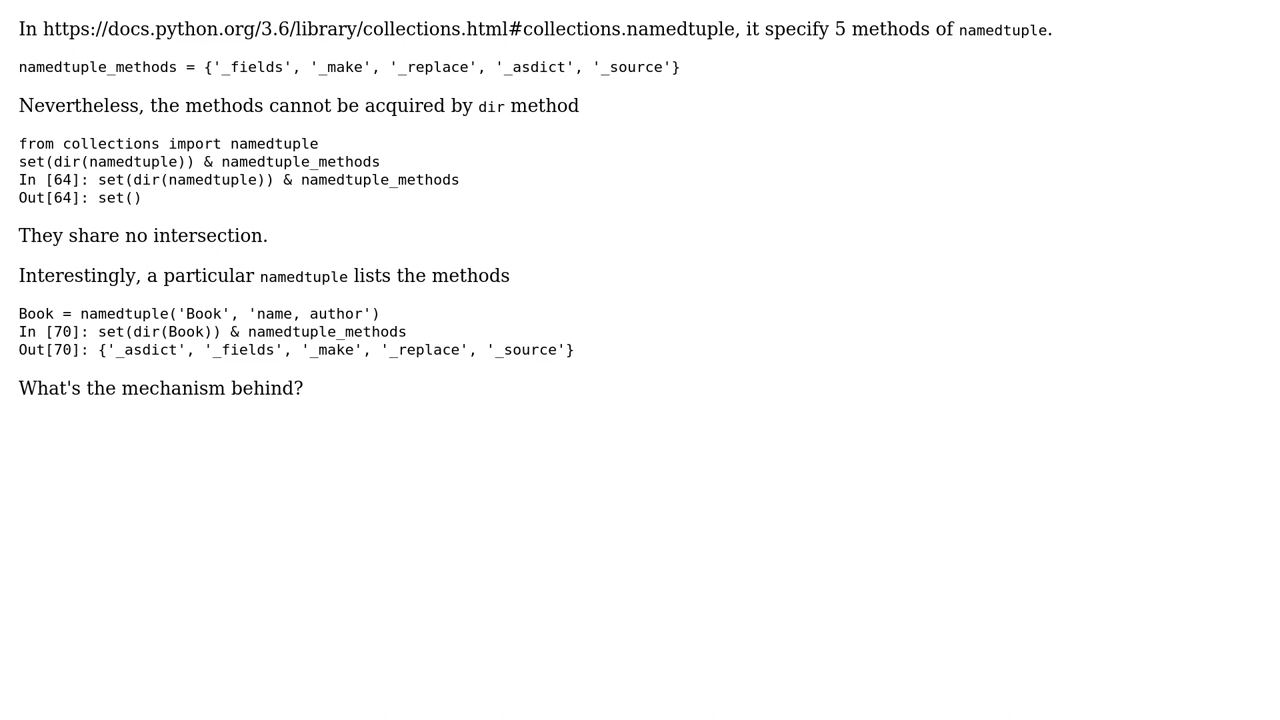 In https://docs.python.org/3.6/library/collections.html#collections.namedtuple, it specify 5 methods of namedtuple.
namedtuple_methods = {'_fields', '_make', '_replace', '_asdict', '_source'}
Nevertheless, the methods cannot be acquired by dir method
from collections import namedtuple
set(dir(namedtuple)) & namedtuple_methods
In [64]: set(dir(namedtuple)) & namedtuple_methods
Out[64]: set()
They share no intersection.
Interestingly, a particular namedtuple lists the methods
Book = namedtuple('Book', 'name, author')
In [70]: set(dir(Book)) & namedtuple_methods
Out[70]: {'_asdict', '_fields', '_make', '_replace', '_source'}
What's the mechanism behind?